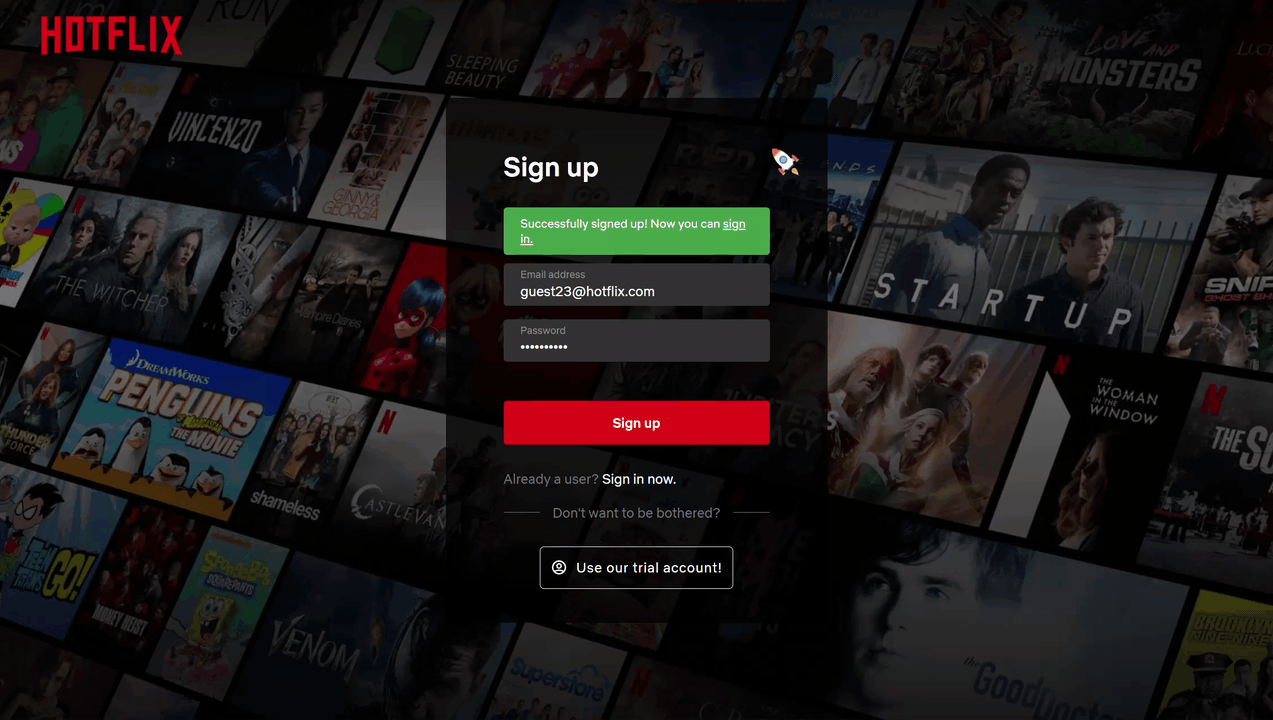 HOTFLIX
RUN
SLEEPING
BEAUTY
LOVE AND
MONSTERS
VINCENZO
GINNY &
GEORGIA
THE WITCHER
Vampire Diaries
STARTUP
DREAMWORKS
PENGUINS
OF MADAGASCAR
THE MOVIE
THUNDER
FORCE
shameless
THE
WOMAN
IN THE
WINDOW
TEEN
TITANS
GO!
MONEY HEIST
SpongeBob
SQUAREPANTS
VENOM
Superstore
the
Good
BROOKLYN
NINE-NINE
Sign up
Successfully signed up! Now you can sign
in.
Email address
guest23@hotflix.com
Password
••••••••••
Sign up
Already a user? Sign in now.
Don't want to be bothered?
Use our trial account!